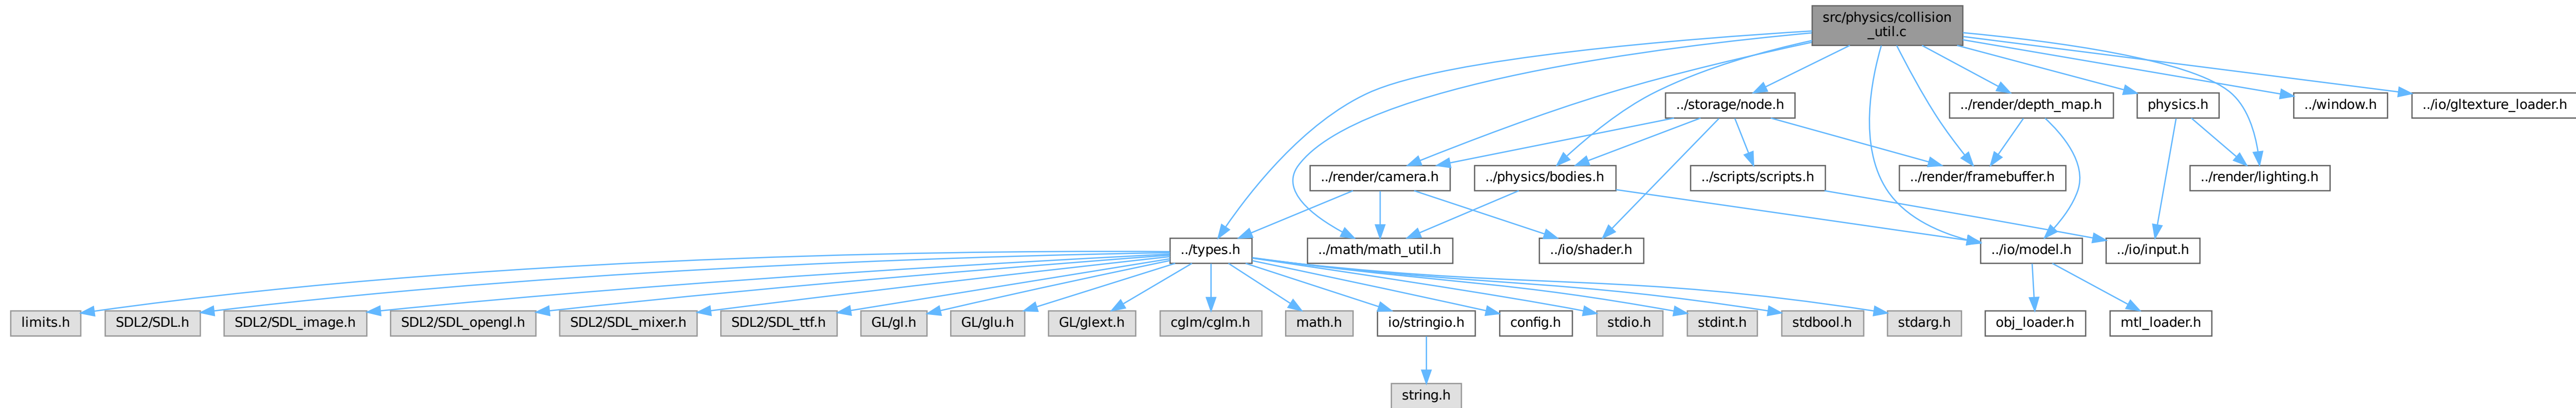 src/physics/collision
_util.c
../storage/node.h
../render/depth_map.h
physics.h
../window.h
../io/gltexture_loader.h
../render/camera.h
../physics/bodies.h
../scripts/scripts.h
../render/framebuffer.h
../render/lighting.h
../types.h
../math/math_util.h
../io/shader.h
../io/model.h
../io/input.h
limits.h
SDL2/SDL.h
SDL2/SDL_image.h
SDL2/SDL_opengl.h
SDL2/SDL_mixer.h
SDL2/SDL_ttf.h
GL/gl.h
GL/glu.h
GL/glext.h
cglm/cglm.h
math.h
io/stringio.h
config.h
stdio.h
stdint.h
stdbool.h
stdarg.h
obj_loader.h
mtl_loader.h
string.h